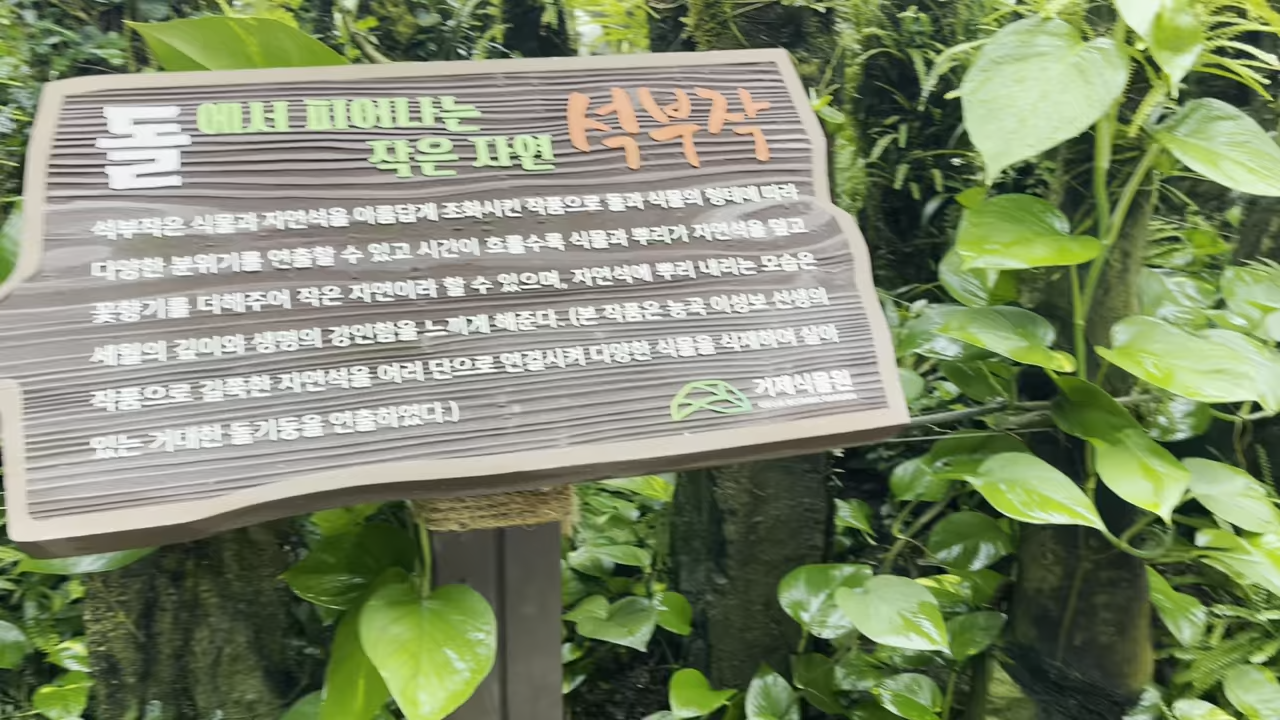 돌에서 피어나는
작은 자연 석부작
석부작은 식물과 자연석을 아름답게 조화시킨 작품으로 돌과 식물의 형태에 따라
다양한 분위기를 연출할 수 있고 시간이 흐를수록 식물과 뿌리가 자연석을 덮고
꽃향기를 더해주어 작은 자연이라 할 수 있으며, 자연석에 뿌리 내리는 모습은
세월의 깊이와 생명의 강인함을 느끼게 해준다. (본 작품은 능곡 이성보 선생의
작품으로 길쭉한 자연석을 여러 단으로 연결시켜 다양한 식물을 식재하여 살아
있는 거대한 돌기둥을 연출하였다.)
거제식물원